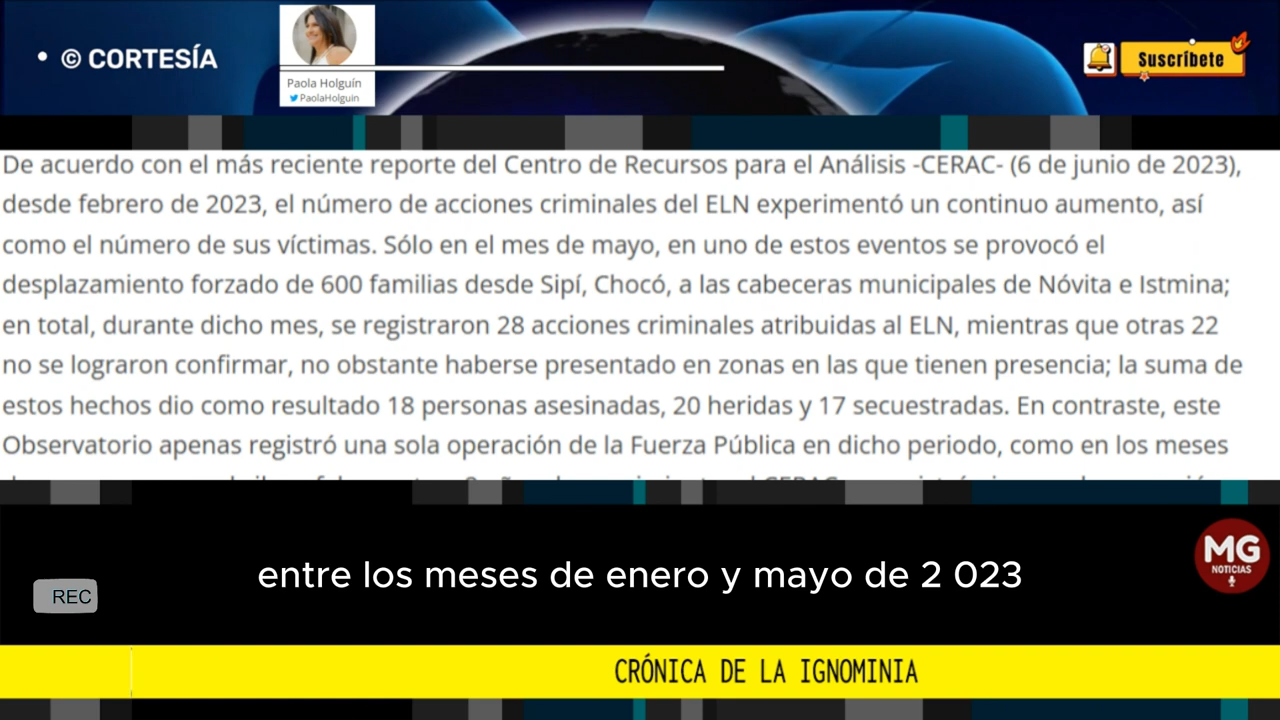 • © CORTESÍA
Paola Holguín
PaolaHolguin
Suscríbete
De acuerdo con el más reciente reporte del Centro de Recursos para el Análisis -CERAC- (6 de junio de 2023),
desde febrero de 2023, el número de acciones criminales del ELN experimentó un continuo aumento, así
como el número de sus víctimas. Sólo en el mes de mayo, en uno de estos eventos se provocó el
desplazamiento forzado de 600 familias desde Sipí, Chocó, a las cabeceras municipales de Nóvita e Istmina;
en total, durante dicho mes, se registraron 28 acciones criminales atribuidas al ELN, mientras que otras 22
no se lograron confirmar, no obstante haberse presentado en zonas en las que tienen presencia; la suma de
estos hechos dio como resultado 18 personas asesinadas, 20 heridas y 17 secuestradas. En contraste, este
Observatorio apenas registró una sola operación de la Fuerza Pública en dicho periodo, como en los meses
entre los meses de enero y mayo de 2 023
MG
NOTICIAS
REC
CRÓNICA DE LA IGNOMINIA